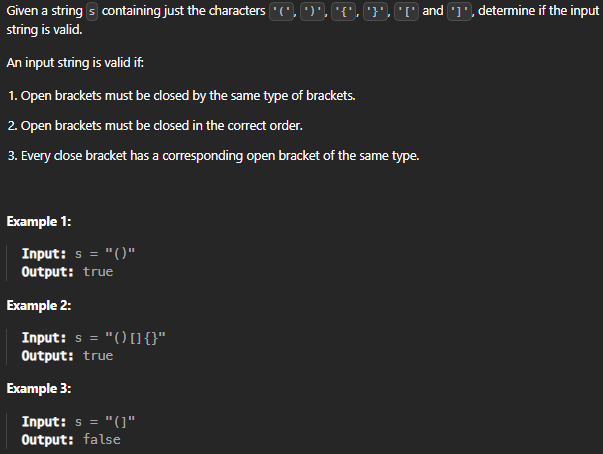 Given a string s containing just the characters '(', ')', '{', '}', '[' and ']', determine if the input
string is valid.
An input string is valid if:
1. Open brackets must be closed by the same type of brackets.
2. Open brackets must be closed in the correct order.
3. Every close bracket has a corresponding open bracket of the same type.
Example 1:
Input: s = "()"
Output: true
Example 2:
Input: s = "()[]{}"
Output: true
Example 3:
Input: s = "(]"
Output: false